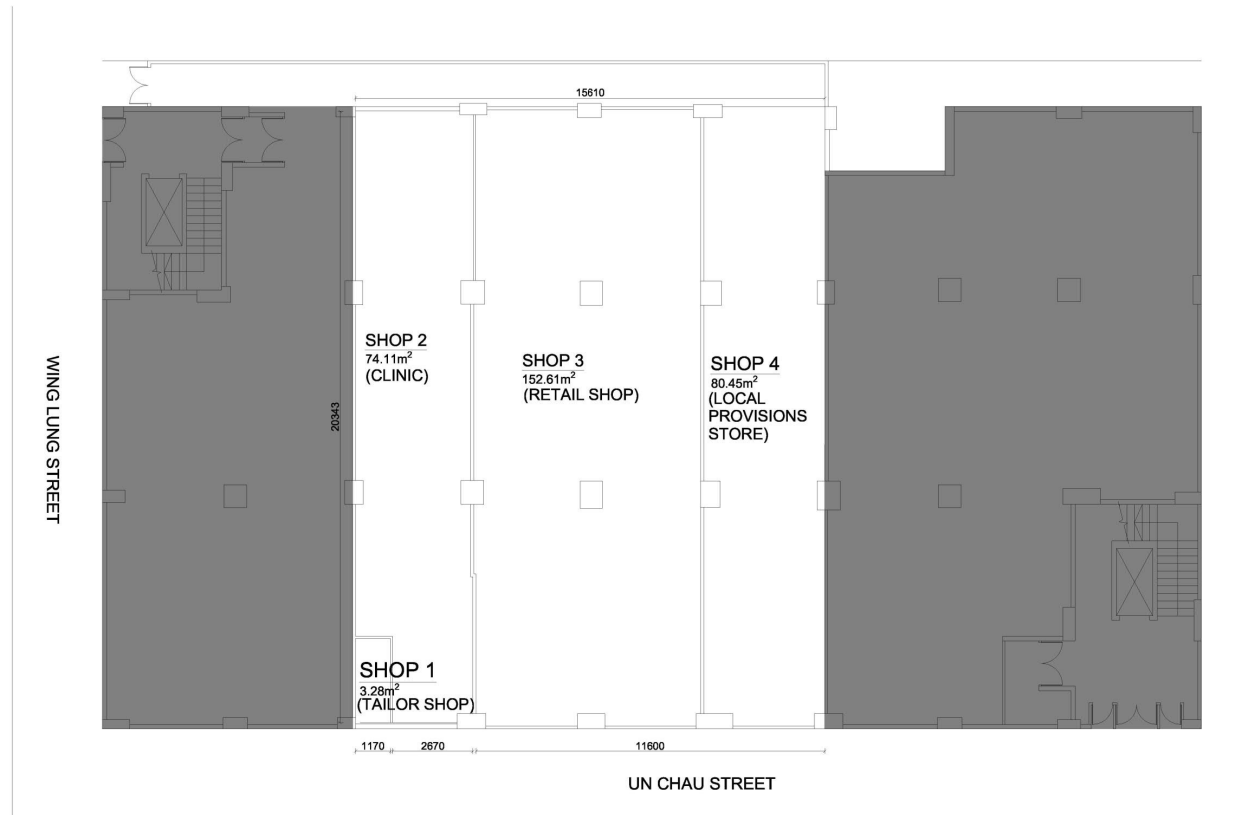 15610
SHOP 2
74.11m²
(CLINIC)
SHOP 3
152.61m²
(RETAIL SHOP)
SHOP 4
80.45m²
(LOCAL
PROVISIONS
STORE)
20343
WING LUNG STREET
SHOP 1
3.28m²
(TAILOR SHOP)
1170
2670
11600
UN CHAU STREET